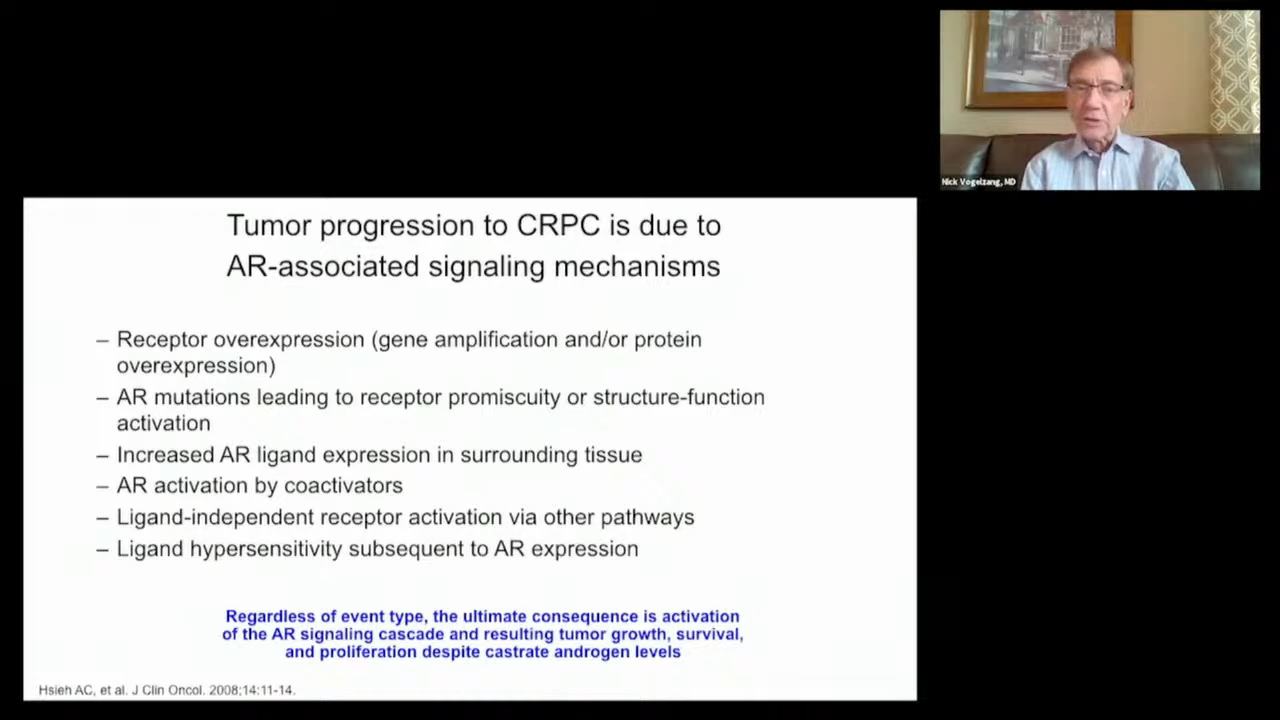 Nick Vogelzang, MD
Tumor progression to CRPC is due to
AR-associated signaling mechanisms
– Receptor overexpression (gene amplification and/or protein
overexpression)
– AR mutations leading to receptor promiscuity or structure-function
activation
– Increased AR ligand expression in surrounding tissue
– AR activation by coactivators
– Ligand-independent receptor activation via other pathways
– Ligand hypersensitivity subsequent to AR expression
Regardless of event type, the ultimate consequence is activation
of the AR signaling cascade and resulting tumor growth, survival,
and proliferation despite castrate androgen levels
Hsieh AC, et al. J Clin Oncol. 2008;14:11-14.